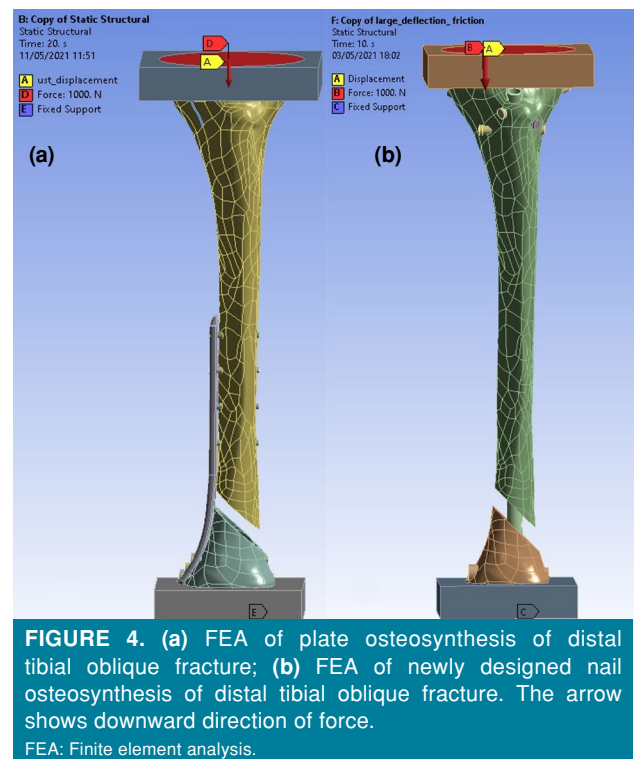 B: Copy of Static Structural
Static Structural
Time: 20. s
11/05/2021 11:51
A ust_displacement
D Force: 1000. N
E Fixed Support
D
A
(a)
E
F: Copy of large_deflection_ friction
Static Structural
Time: 10. s
03/05/2021 18:02
A Displacement
B Force: 1000. N
C Fixed Support
B A
(b)
C
FIGURE 4. (a) FEA of plate osteosynthesis of distal
tibial oblique fracture; (b) FEA of newly designed nail
osteosynthesis of distal tibial oblique fracture. The arrow
shows downward direction of force.
FEA: Finite element analysis.